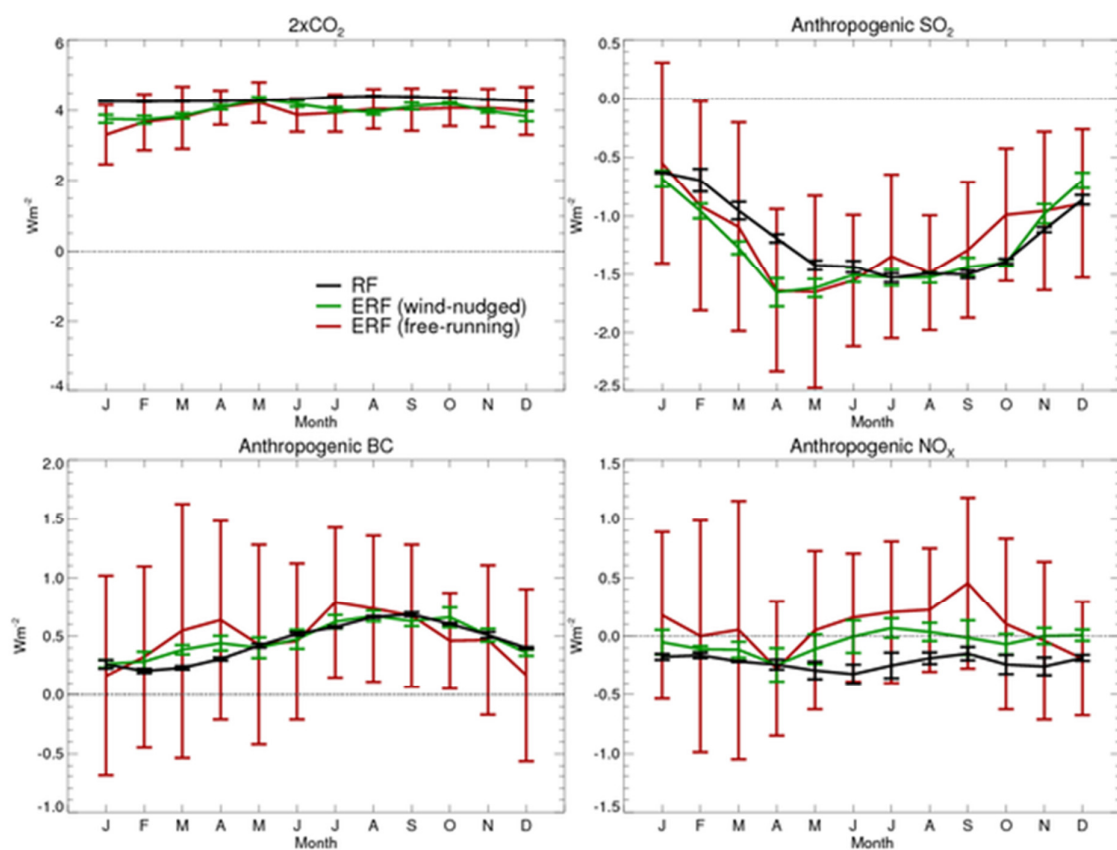 2xCO₂
6
4
2
0
-2
-4
Wm⁻²
RF
ERF (wind-nudged)
ERF (free-running)
J F M A M J J A S O N D
Month
Anthropogenic SO₂
0.5
0.0
-0.5
-1.0
-1.5
-2.0
-2.5
Wm⁻²
J F M A M J J A S O N D
Month
Anthropogenic BC
2.0
1.5
1.0
0.5
0.0
-0.5
-1.0
Wm⁻²
J F M A M J J A S O N D
Month
Anthropogenic NOₓ
1.5
1.0
0.5
0.0
-0.5
-1.0
-1.5
Wm⁻²
J F M A M J J A S O N D
Month